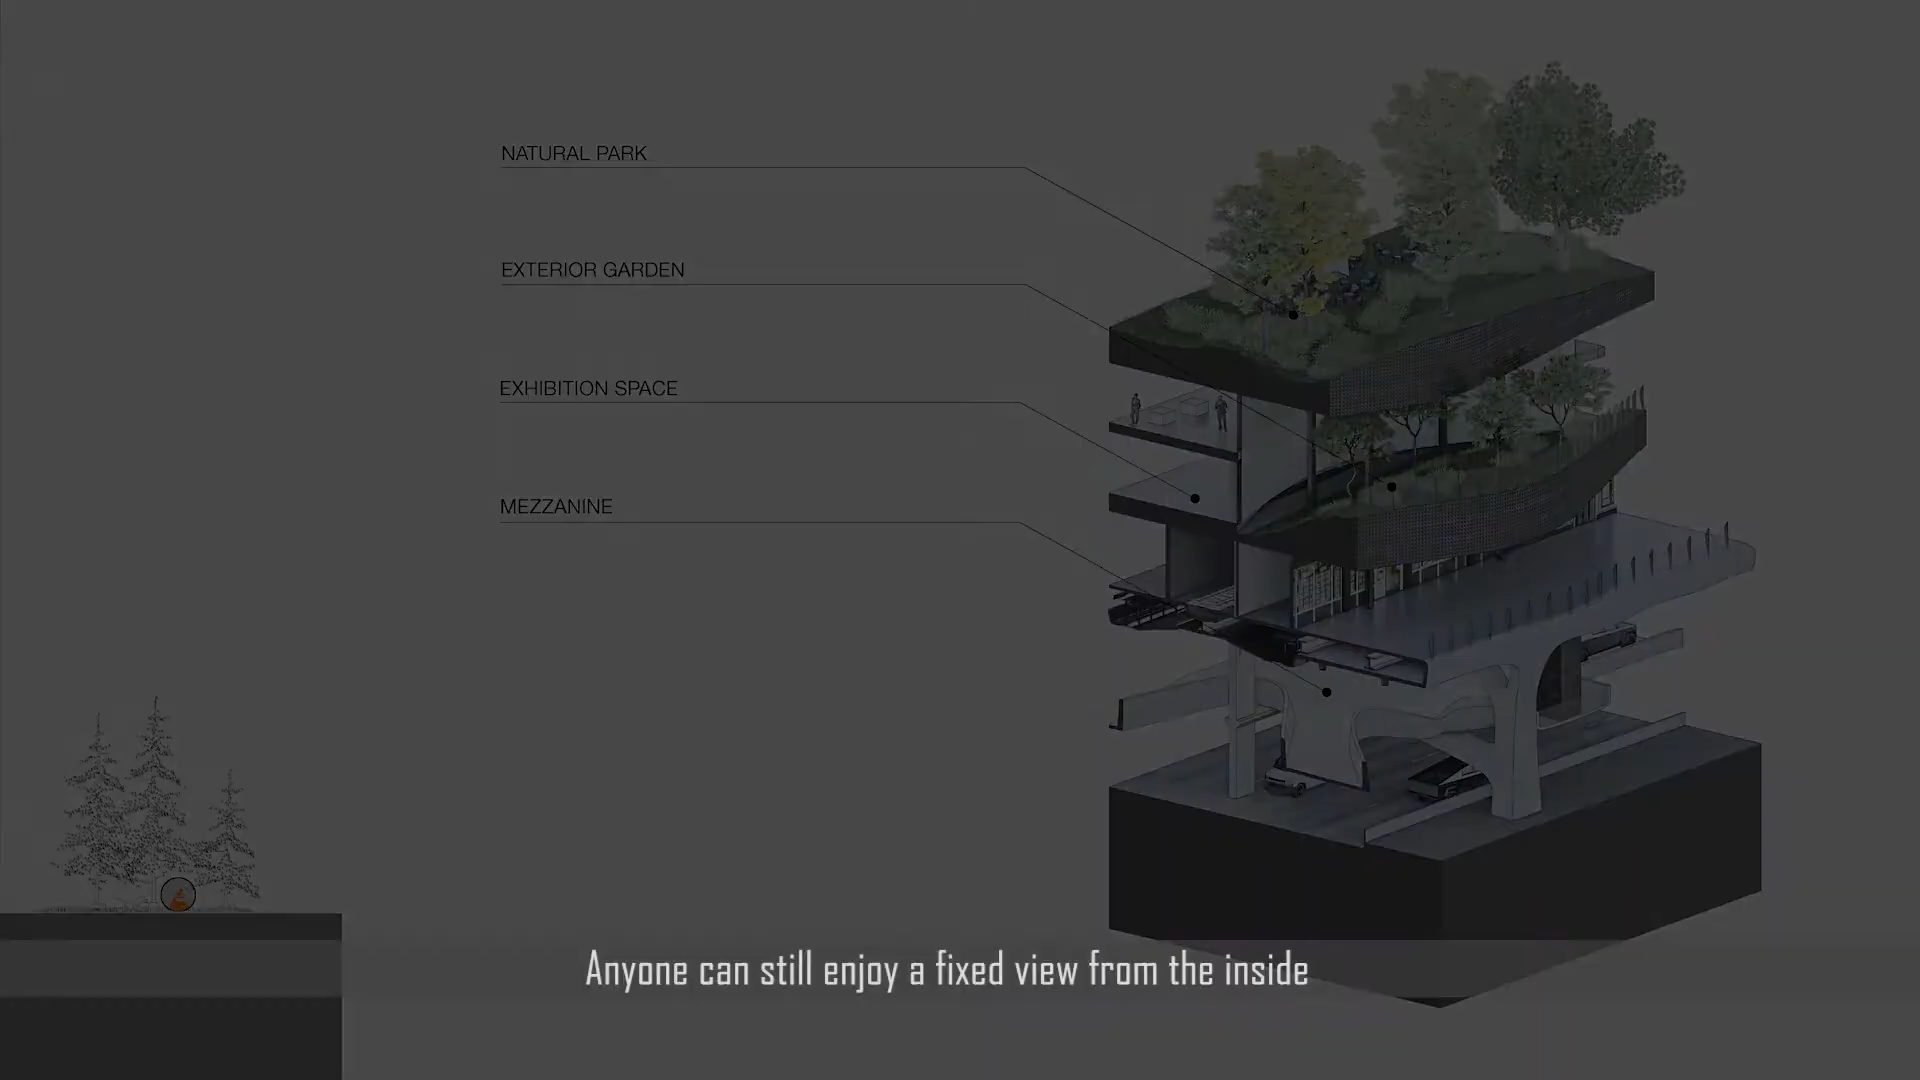 NATURAL PARK
EXTERIOR GARDEN
EXHIBITION SPACE
MEZZANINE
Anyone can still enjoy a fixed view from the inside